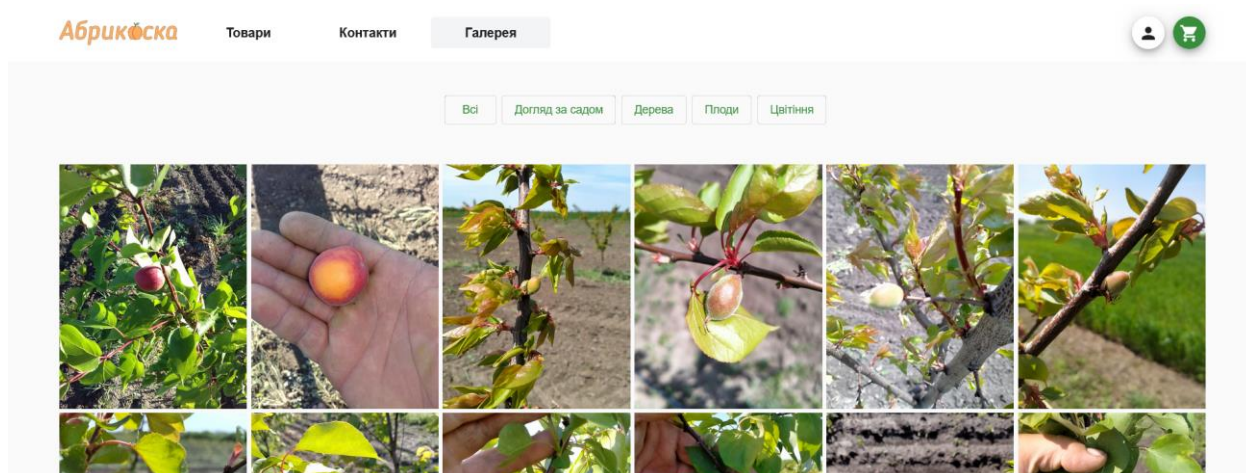 Абрикоска Товари Контакти Галерея
Всі Догляд за садом Дерева Плоди Цвітіння